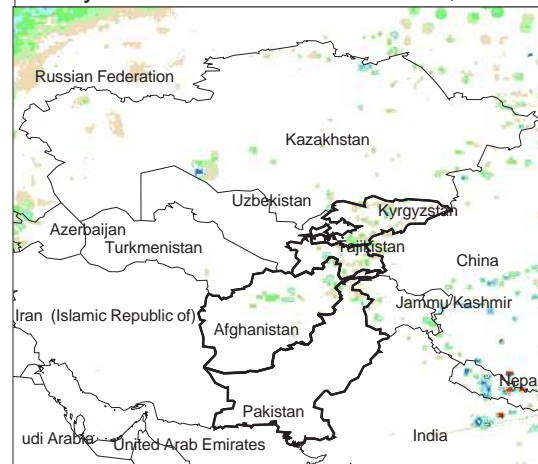 Russian Federation
Kazakhstan
Uzbekistan
Kyrgyzstan
Azerbaijan
Turkmenistan
Tajikistan
China
Iran (Islamic Republic of)
Jammu Kashmir
Afghanistan
Nepa
Pakistan
udi Arabia
United Arab Emirates
India